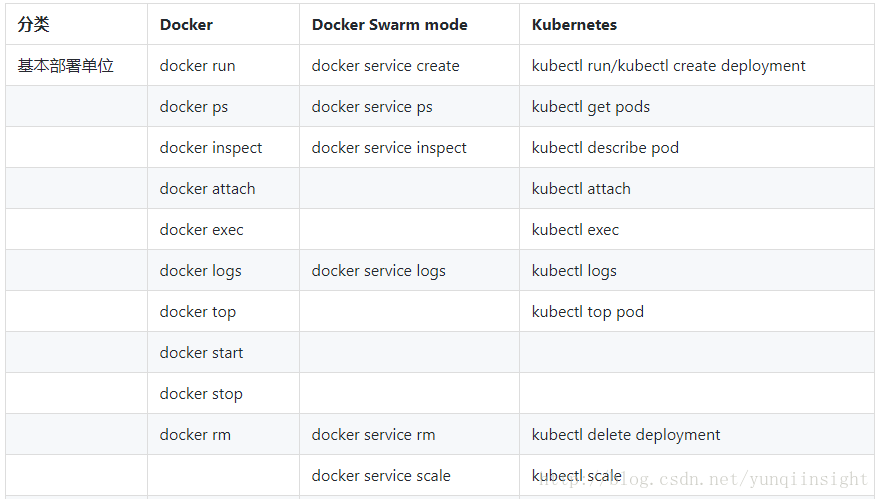 分类 Docker Docker Swarm mode Kubernetes
基本部署单位 docker run docker service create kubectl run/kubectl create deployment
docker ps docker service ps kubectl get pods
docker inspect docker service inspect kubectl describe pod
docker attach kubectl attach
docker exec kubectl exec
docker logs docker service logs kubectl logs
docker top kubectl top pod
docker start
docker stop
docker rm docker service rm kubectl delete deployment
docker service scale kubectl scale
http://blog.csdn.net/yunqiinsight